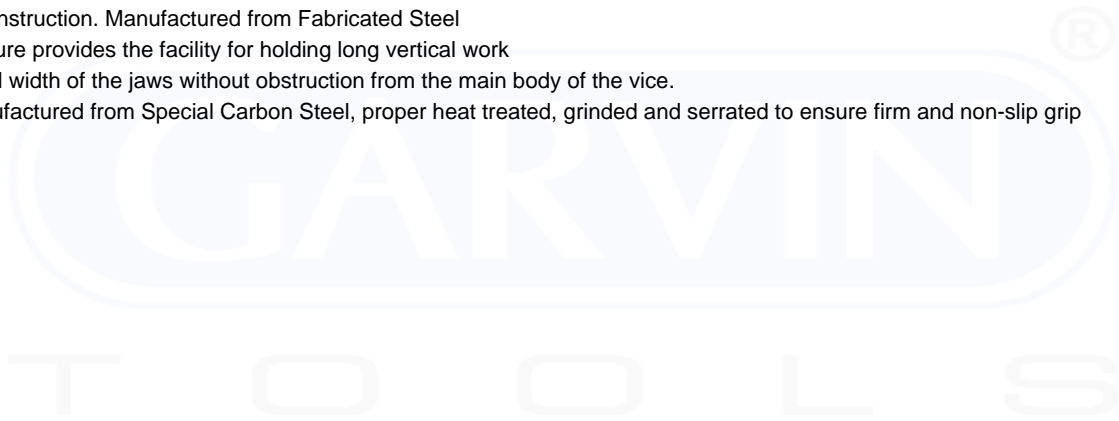 nstruction. Manufactured from Fabricated Steel
ure provides the facility for holding long vertical work
l width of the jaws without obstruction from the main body of the vice.
ufactured from Special Carbon Steel, proper heat treated, grinded and serrated to ensure firm and non-slip grip
GARVIN ®
TOOLS